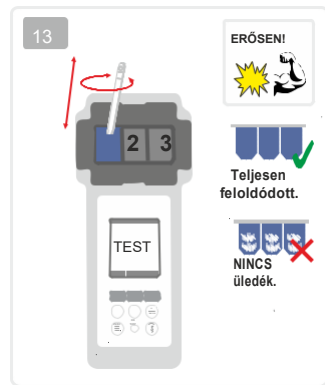 13
ERŐSEN!
2 3
TEST
Teljesen
feloldódott.
NINCS
üledék.